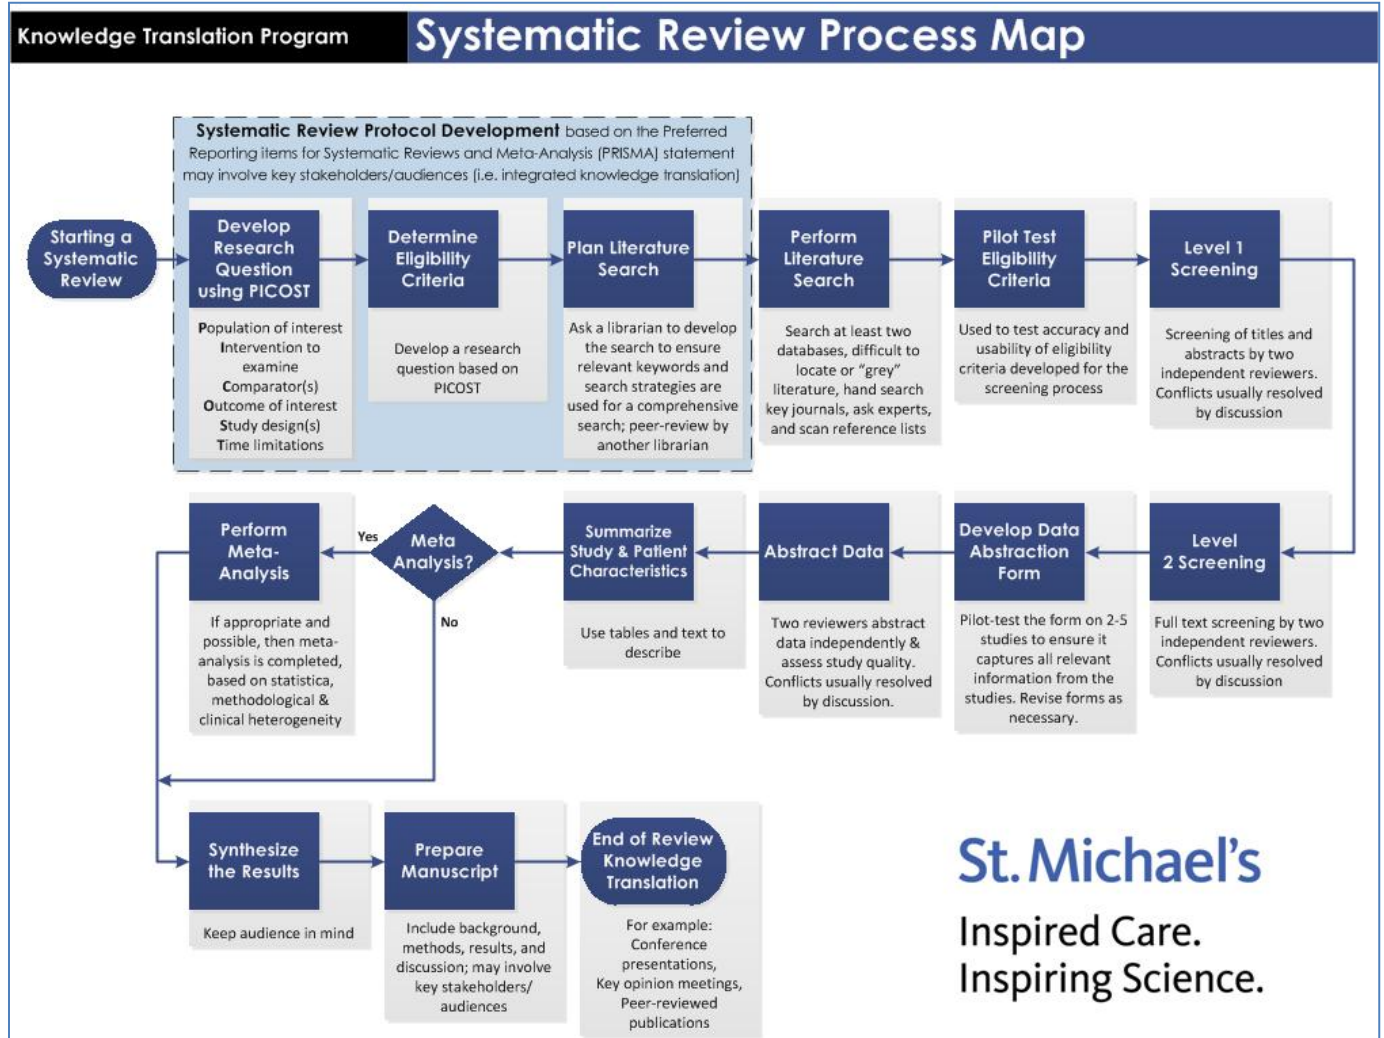 Knowledge Translation Program
Systematic Review Process Map
Systematic Review Protocol Development based on the Preferred
Reporting items for Systematic Reviews and Meta-Analysis (PRISMA) statement
may involve key stakeholders/audiences (i.e. integrated knowledge translation)
Starting a
Systematic
Review
Develop
Research
Question
using PICOST
Population of interest
Intervention to
examine
Comparator(s)
Outcome of interest
Study design(s)
Time limitations
Determine
Eligibility
Criteria
Develop a research
question based on
PICOST
Plan Literature
Search
Ask a librarian to develop
the search to ensure
relevant keywords and
search strategies are
used for a comprehensive
search; peer-review by
another librarian
Perform
Literature
Search
Search at least two
databases, difficult to
locate or “grey”
literature, hand search
key journals, ask experts,
and scan reference lists
Pilot Test
Eligibility
Criteria
Used to test accuracy and
usability of eligibility
criteria developed for the
screening process
Level 1
Screening
Screening of titles and
abstracts by two
independent reviewers.
Conflicts usually resolved
by discussion
Level
2 Screening
Full text screening by two
independent reviewers.
Conflicts usually resolved
by discussion
Develop Data
Abstraction
Form
Pilot-test the form on 2-5
studies to ensure it
captures all relevant
information from the
studies. Revise forms as
necessary.
Abstract Data
Two reviewers abstract
data independently &
assess study quality.
Conflicts usually resolved
by discussion.
Summarize
Study & Patient
Characteristics
Use tables and text to
describe
Meta
Analysis?
Yes
No
Perform
Meta-
Analysis
If appropriate and
possible, then meta-
analysis is completed,
based on statistica,
methodological &
clinical heterogeneity
Synthesize
the Results
Keep audience in mind
Prepare
Manuscript
Include background,
methods, results, and
discussion; may involve
key stakeholders/
audiences
End of Review
Knowledge
Translation
For example:
Conference
presentations,
Key opinion meetings,
Peer-reviewed
publications
St. Michael's
Inspired Care.
Inspiring Science.